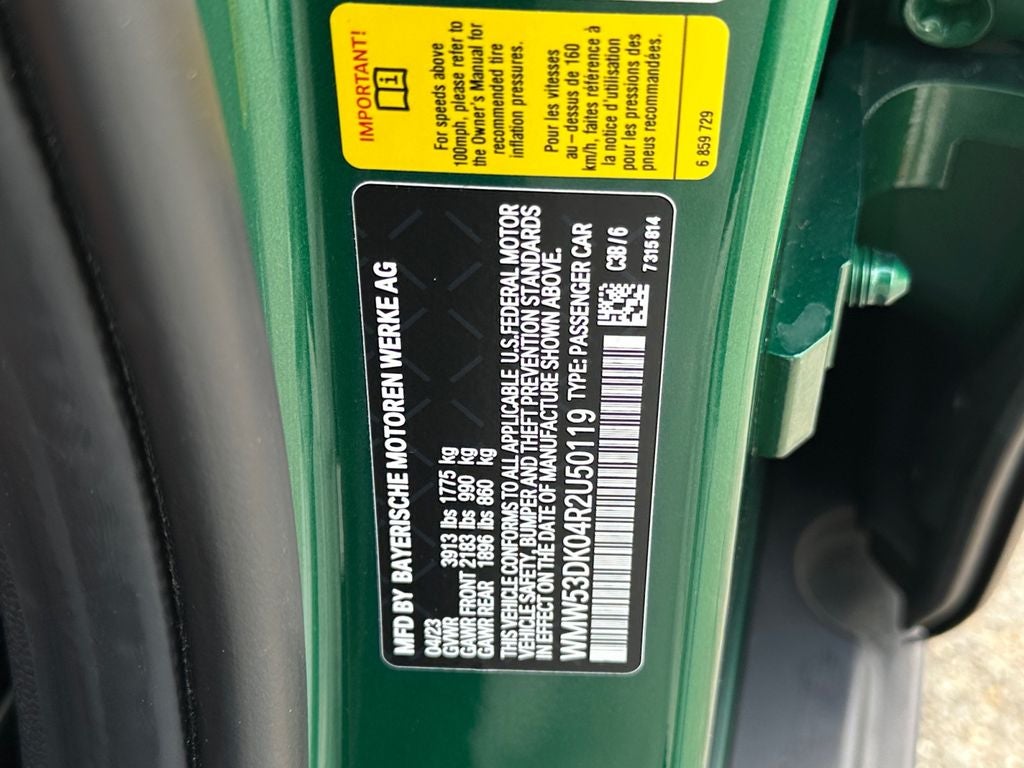 IMPORTANT!
For speeds above
100mph, please refer to
the Owner's Manual for
recommended tire
inflation pressures.
Pour les vitesses
au-dessus de 160
km/h, faites référence à
la notice d'utilisation
pour les pressions des
pneus recommandées.
6 859 729
MFD BY BAYERISCHE MOTOREN WERKE AG
04/23
GVWR 3913 lbs 1775 kg
GAWR FRONT 2183 lbs 990 kg
GAWR REAR 1896 lbs 860 kg
THIS VEHICLE CONFORMS TO ALL APPLICABLE U.S. FEDERAL MOTOR
VEHICLE SAFETY, BUMPER AND THEFT PREVENTION STANDARDS
IN EFFECT ON THE DATE OF MANUFACTURE SHOWN ABOVE.
WMW53DK04R2U50119 TYPE: PASSENGER CAR
C3B/6
7315814